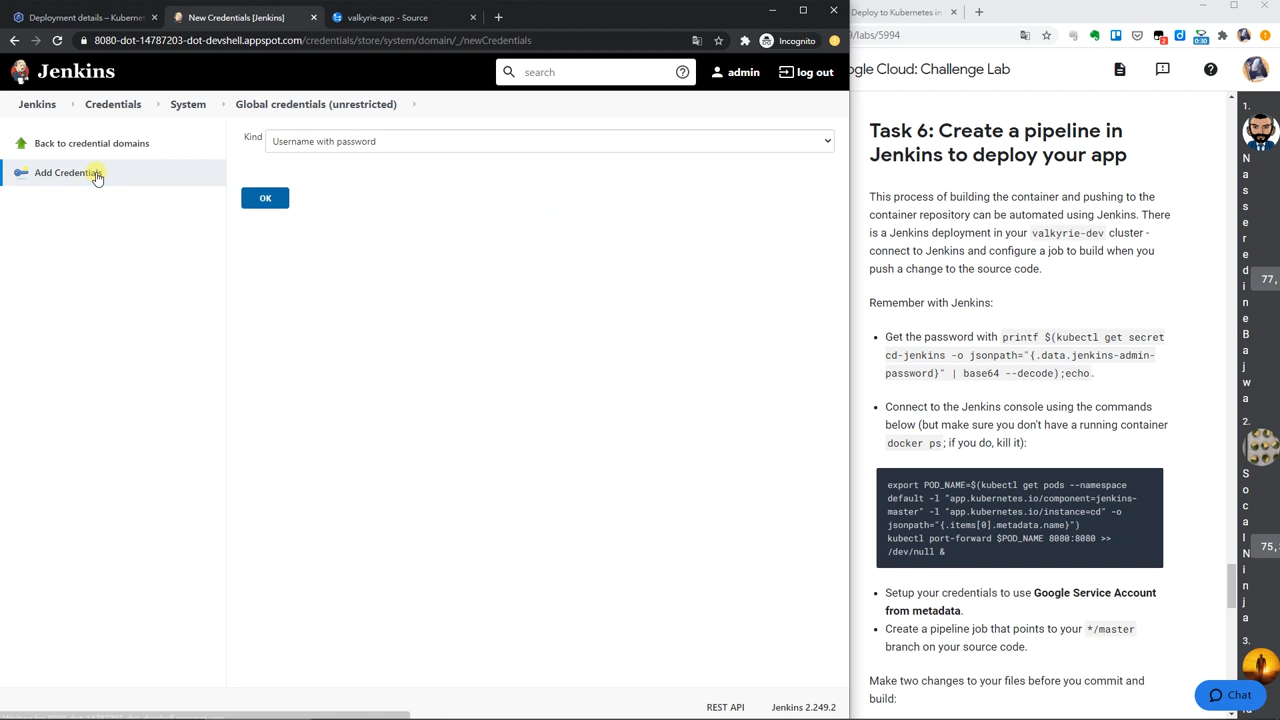 Deployment details – Kubernet
New Credentials [Jenkins]
valkyrie-app - Source
8080-dot-14787203-dot-devshell.appspot.com/credentials/store/system/domain/_/newCredentials
Incognito
Jenkins
search
admin
log out
Jenkins
Credentials
System
Global credentials (unrestricted)
Back to credential domains
Add Credentials
Kind
Username with password
OK
REST API
Jenkins 2.249.2
Deploy to Kubernetes in
9/labs/5994
2
0:30
ogle Cloud: Challenge Lab
Task 6: Create a pipeline in
Jenkins to deploy your app
This process of building the container and pushing to the
container repository can be automated using Jenkins. There
is a Jenkins deployment in your valkyrie-dev cluster -
connect to Jenkins and configure a job to build when you
push a change to the source code.
Remember with Jenkins:
• Get the password with printf $(kubectl get secret
cd-jenkins -o jsonpath="{.data.jenkins-admin-
password}" | base64 --decode);echo.
• Connect to the Jenkins console using the commands
below (but make sure you don't have a running container
docker ps; if you do, kill it):
export POD_NAME=$(kubectl get pods --namespace
default -l "app.kubernetes.io/component=jenkins-
master" -l "app.kubernetes.io/instance=cd" -o
jsonpath="{.items[0].metadata.name}")
kubectl port-forward $POD_NAME 8080:8080 >>
/dev/null &
• Setup your credentials to use Google Service Account
from metadata.
• Create a pipeline job that points to your */master
branch on your source code.
Make two changes to your files before you commit and
build:
Chat
1.
N
a
s
s
e
r
e
d
i
n
e
B
a
j
w
a
77,
2.
S
o
c
a
l
N
i
n
j
a
75,
3.